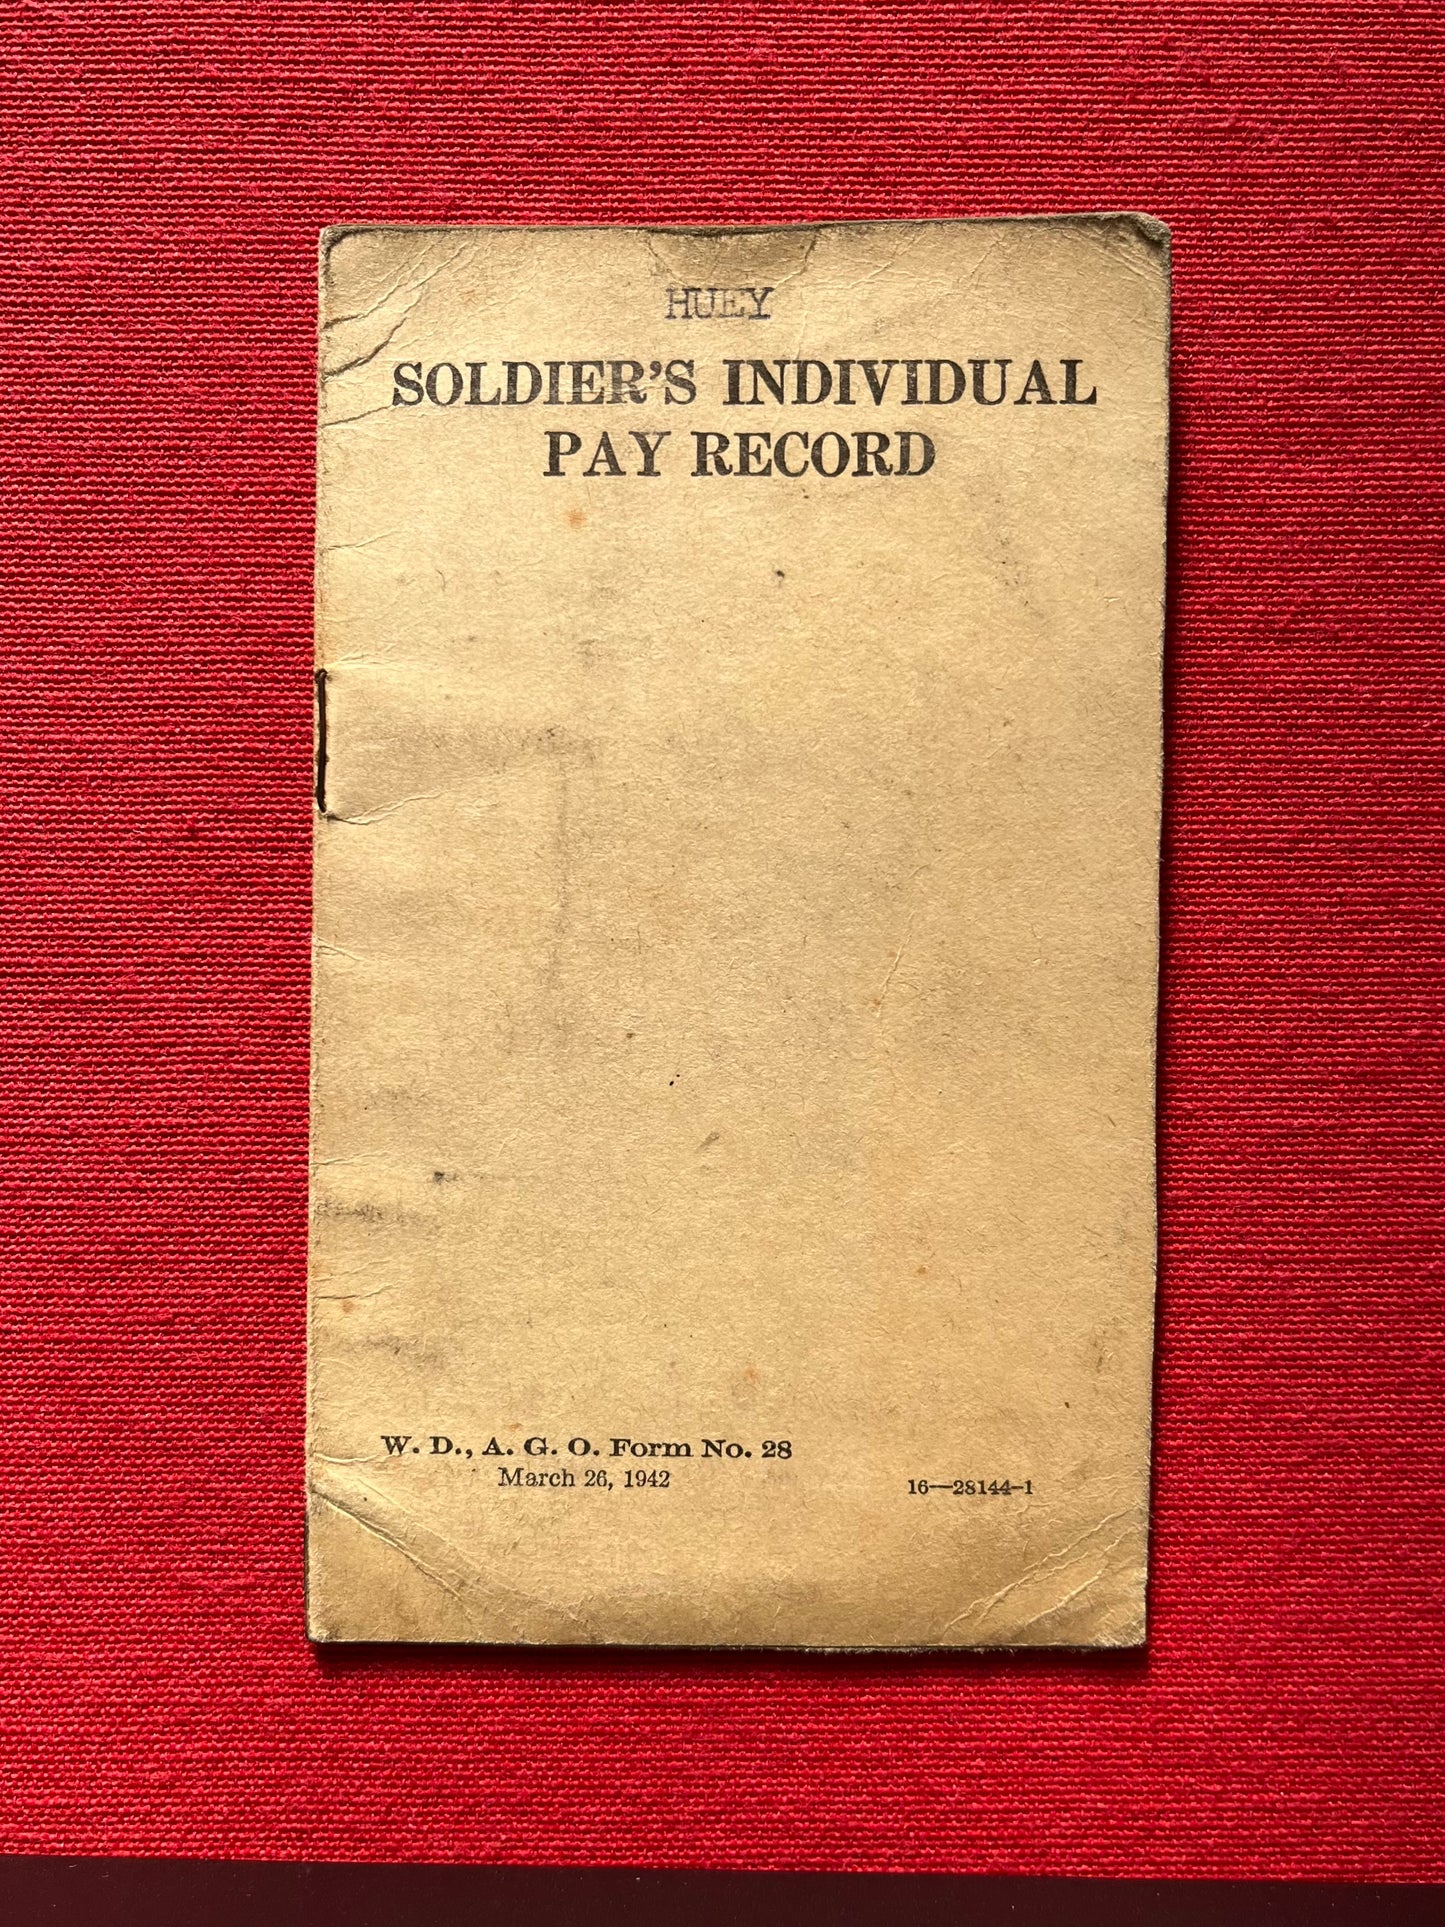 HUEY
SOLDIER'S INDIVIDUAL
PAY RECORD
W. D., A. G. O. Form No. 28
March 26, 1942
16—28144-1